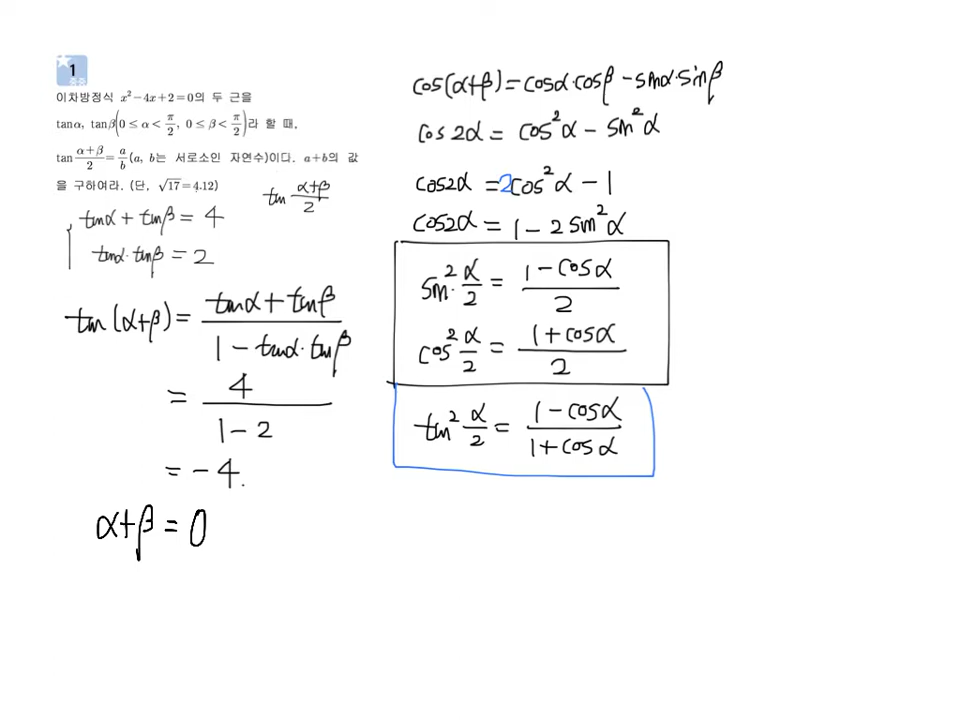 1
이차방정식 x²−4x+2=0의 두 근을
tanα, tanβ(0≤α<π/2, 0≤β<π/2)라 할 때,
tan (α+β)/2 = a/b (a, b는 서로소인 자연수)이다. a+b의 값
을 구하여라. (단, √17=4.12)
tan (α+β)/2
tanα + tanβ = 4
tanα·tanβ = 2
tan(α+β) = (tanα + tanβ)/(1 − tanα·tanβ)
= 4/(1 − 2)
= −4.
α+β = 0
cos(α+β) = cosα·cosβ − sinα·sinβ
cos2α = cos²α − sin²α
cos2α = 2cos²α − 1
cos2α = 1 − 2sin²α
sin² α/2 = (1 − cosα)/2
cos² α/2 = (1 + cosα)/2
tan² α/2 = (1 − cosα)/(1 + cosα)